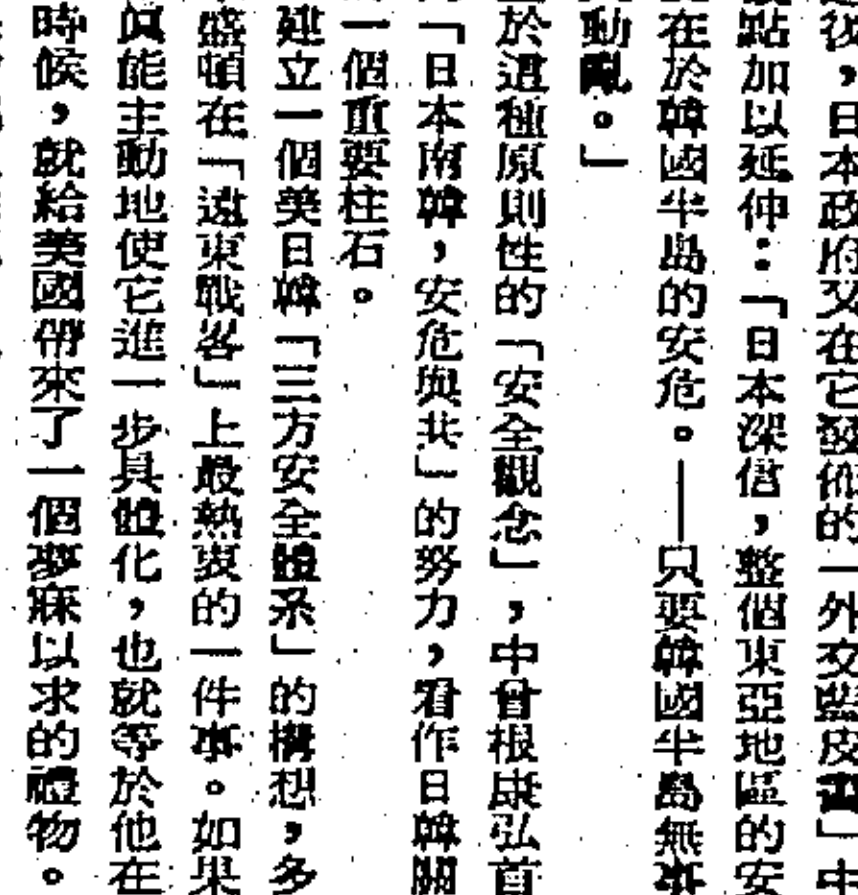 後，日本政府又在它發佈的「外交藍皮書」中
點加以延伸：「日本深信，整個東亞地區的安
在於韓國半島的安危。——只要韓國半島無事
動亂。」
於這種原則性的「安全觀念」，中曾根康弘首
「日本南韓，安危與共」的努力，看作日韓關
一個重要柱石。
建立一個美日韓「三方安全體系」的構想，多
盛頓在「遠東戰畧」上最熱衷的一件事。如果
眞能主動地使它進一步具體化，也就等於他在
時候，就給美國帶來了一個夢寐以求的禮物。